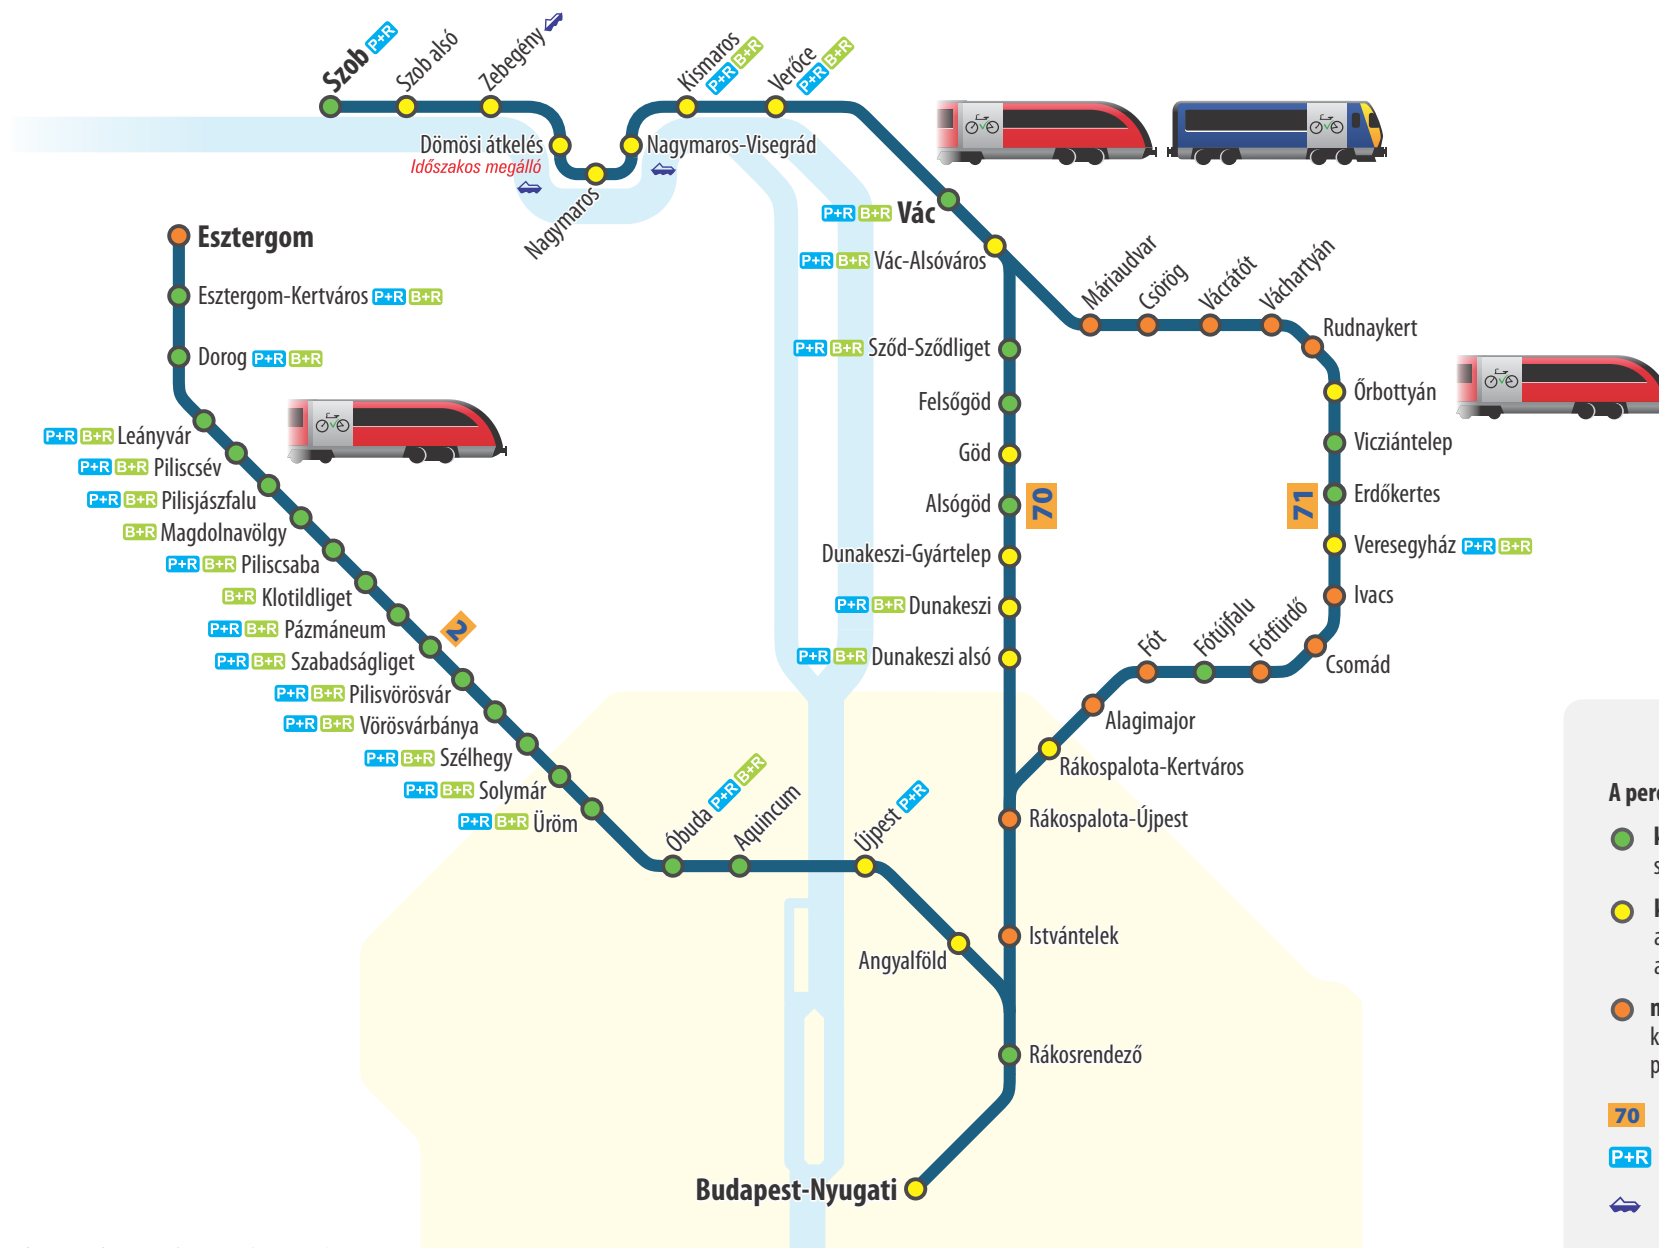 Szob P+R
Szob alsó
Zebegény
Dömösi átkelés
Időszakos megálló
Nagymaros
Nagymaros-Visegrád
Kismaros P+R B+R
Verőce P+R B+R
P+R B+R Vác
P+R B+R Vác-Alsóváros
Esztergom
Esztergom-Kertváros P+R B+R
Dorog P+R B+R
P+R B+R Leányvár
P+R B+R Piliscsév
P+R B+R Pilisjászfalu
B+R Magdolnavölgy
P+R B+R Piliscsaba
B+R Klotildliget
P+R B+R Pázmáneum
P+R B+R Szabadságliget
P+R B+R Pilisvörösvár
P+R B+R Vörösvárbánya
P+R B+R Szélhegy
P+R B+R Solymár
P+R B+R Üröm
2
Óbuda P+R B+R
Aquincum
Újpest P+R
Angyalföld
P+R B+R Sződ-Sződliget
Felsőgöd
Göd
Alsógöd
70
Dunakeszi-Gyártelep
P+R B+R Dunakeszi
P+R B+R Dunakeszi alsó
Máriaudvar
Csörög
Vácrátót
Váchartyán
Rudnaykert
Őrbottyán
Vicziántelep
Erdőkertes
71
Veresegyház P+R B+R
Ivacs
Csomád
Fótfürdő
Fótújfalu
Fót
Alagimajor
Rákospalota-Kertváros
Rákospalota-Újpest
Istvántelek
Rákosrendező
Budapest-Nyugati
70
P+R